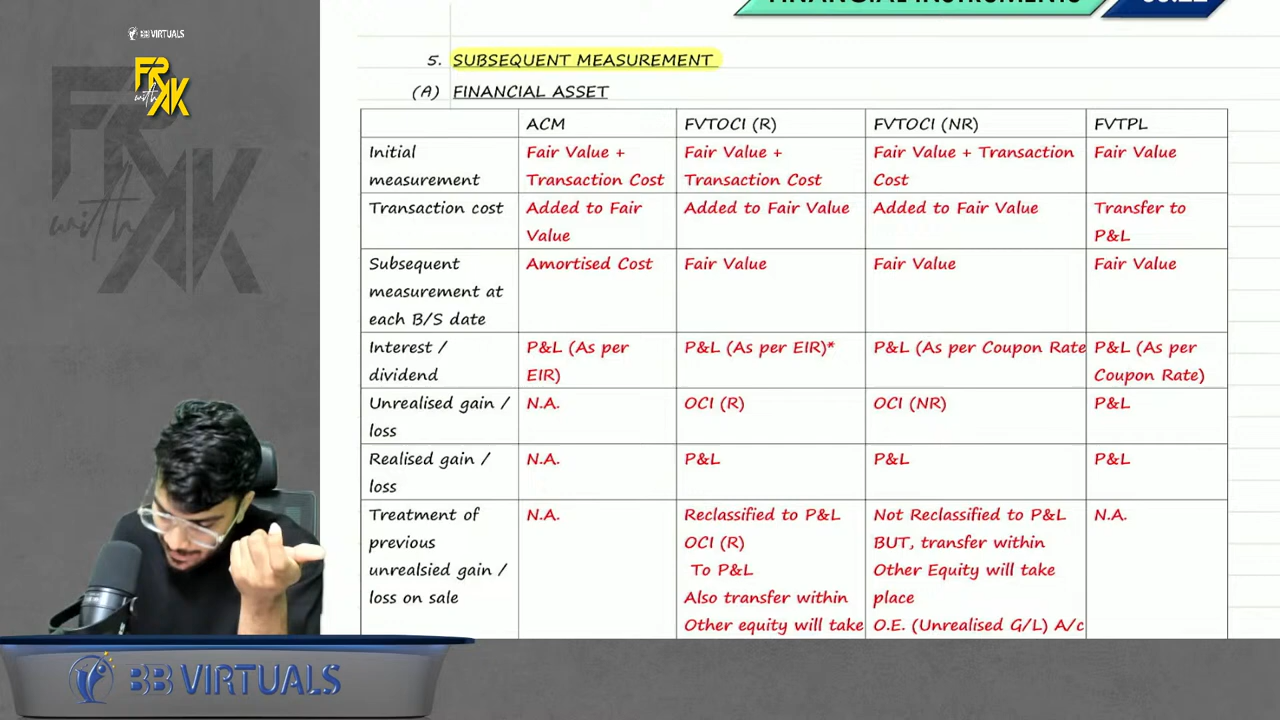 BB VIRTUALS
FR
with
AK
FR
with
AK
FINANCIAL INSTRUMENTS
5. SUBSEQUENT MEASUREMENT
(A) FINANCIAL ASSET
ACM FVTOCI (R) FVTOCI (NR) FVTPL
Initial Fair Value + Fair Value + Fair Value + Transaction Fair Value
measurement Transaction Cost Transaction Cost Cost
Transaction cost Added to Fair Added to Fair Value Added to Fair Value Transfer to
Value P&L
Subsequent Amortised Cost Fair Value Fair Value Fair Value
measurement at
each B/S date
Interest / P&L (As per P&L (As per EIR)* P&L (As per Coupon Rate P&L (As per
dividend EIR) Coupon Rate)
Unrealised gain / N.A. OCI (R) OCI (NR) P&L
loss
Realised gain / N.A. P&L P&L P&L
loss
Treatment of N.A. Reclassified to P&L Not Reclassified to P&L N.A.
previous OCI (R) BUT, transfer within
unrealsied gain / To P&L Other Equity will take
loss on sale Also transfer within place
Other equity will take O.E. (Unrealised G/L) A/c
BB VIRTUALS